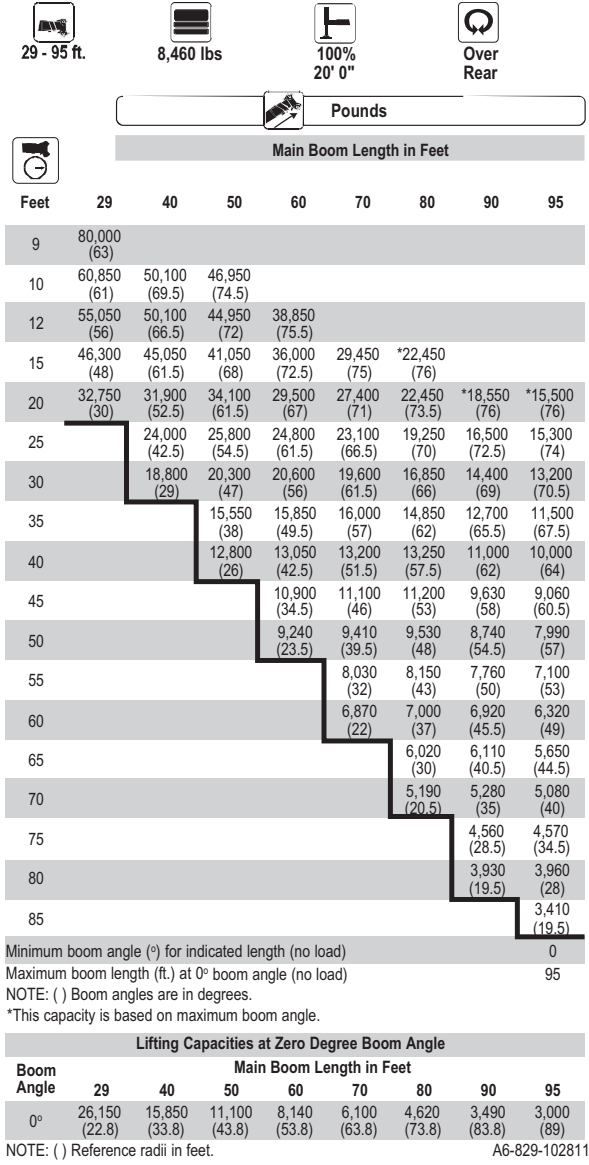 29 - 95 ft. 8,460 lbs 100% Over
20' 0" Rear
Pounds
Main Boom Length in Feet
Feet 29 40 50 60 70 80 90 95
9 80,000
(63)
10 60,850 50,100 46,950
(61) (69.5) (74.5)
12 55,050 50,100 44,950 38,850
(56) (66.5) (72) (75.5)
15 46,300 45,050 41,050 36,000 29,450 *22,450
(48) (61.5) (68) (72.5) (75) (76)
20 32,750 31,900 34,100 29,500 27,400 22,450 *18,550 *15,500
(30) (52.5) (61.5) (67) (71) (73.5) (76) (76)
25 24,000 25,800 24,800 23,100 19,250 16,500 15,300
(42.5) (54.5) (61.5) (66.5) (70) (72.5) (74)
30 18,800 20,300 20,600 19,600 16,850 14,400 13,200
(29) (47) (56) (61.5) (66) (69) (70.5)
35 15,550 15,850 16,000 14,850 12,700 11,500
(38) (49.5) (57) (62) (65.5) (67.5)
40 12,800 13,050 13,200 13,250 11,000 10,000
(26) (42.5) (51.5) (57.5) (62) (64)
45 10,900 11,100 11,200 9,630 9,060
(34.5) (46) (53) (58) (60.5)
50 9,240 9,410 9,530 8,740 7,990
(23.5) (39.5) (48) (54.5) (57)
55 8,030 8,150 7,760 7,100
(32) (43) (50) (53)
60 6,870 7,000 6,920 6,320
(22) (37) (45.5) (49)
65 6,020 6,110 5,650
(30) (40.5) (44.5)
70 5,190 5,280 5,080
(20.5) (35) (40)
75 4,560 4,570
(28.5) (34.5)
80 3,930 3,960
(19.5) (28)
85 3,410
(19.5)
Minimum boom angle (°) for indicated length (no load) 0
Maximum boom length (ft.) at 0° boom angle (no load) 95
NOTE: ( ) Boom angles are in degrees.
*This capacity is based on maximum boom angle.
Lifting Capacities at Zero Degree Boom Angle
Boom Main Boom Length in Feet
Angle 29 40 50 60 70 80 90 95
0° 26,150 15,850 11,100 8,140 6,100 4,620 3,490 3,000
(22.8) (33.8) (43.8) (53.8) (63.8) (73.8) (83.8) (89)
NOTE: ( ) Reference radii in feet. A6-829-102811